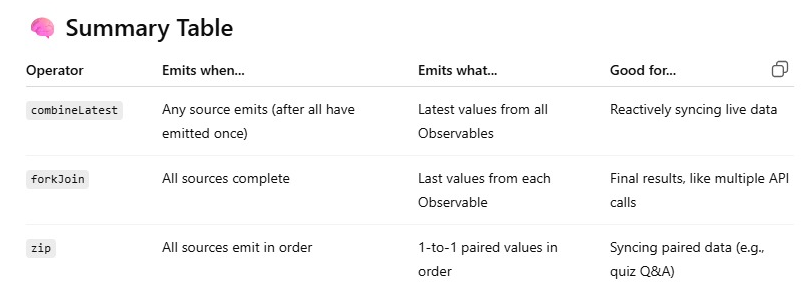 Summary Table
Operator Emits when... Emits what... Good for...
combineLatest Any source emits (after all have Latest values from all Reactively syncing live data
emitted once) Observables
forkJoin All sources complete Last values from each Final results, like multiple API
Observable calls
zip All sources emit in order 1-to-1 paired values in Syncing paired data (e.g.,
order quiz Q&A)